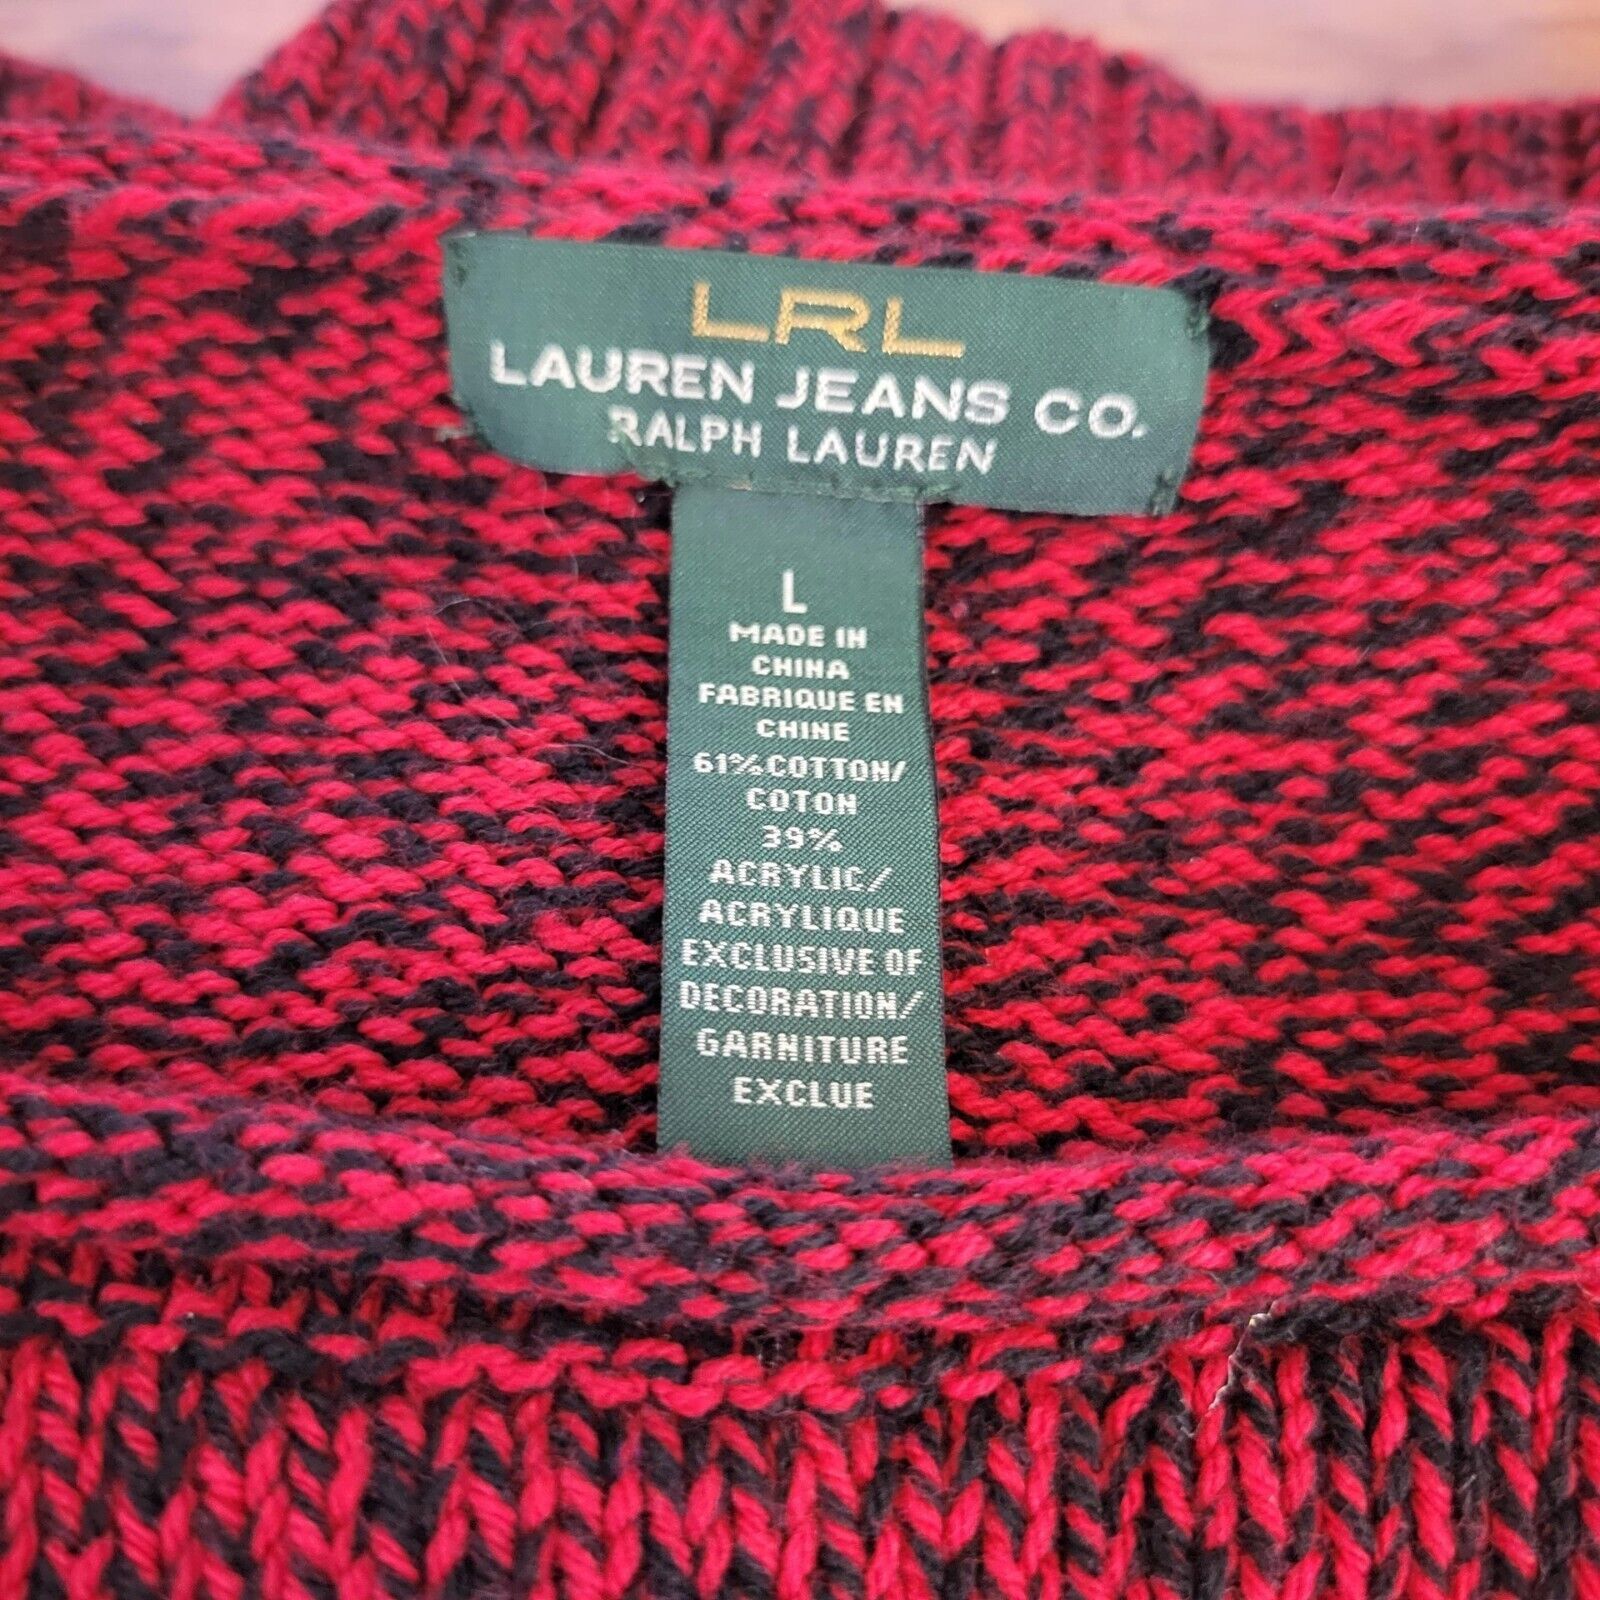 LRL
LAUREN JEANS CO.
RALPH LAUREN
L
MADE IN
CHINA
FABRIQUE EN
CHINE
61% COTTON/
COTON
39%
ACRYLIC/
ACRYLIQUE
EXCLUSIVE OF
DECORATION/
GARNITURE
EXCLUE